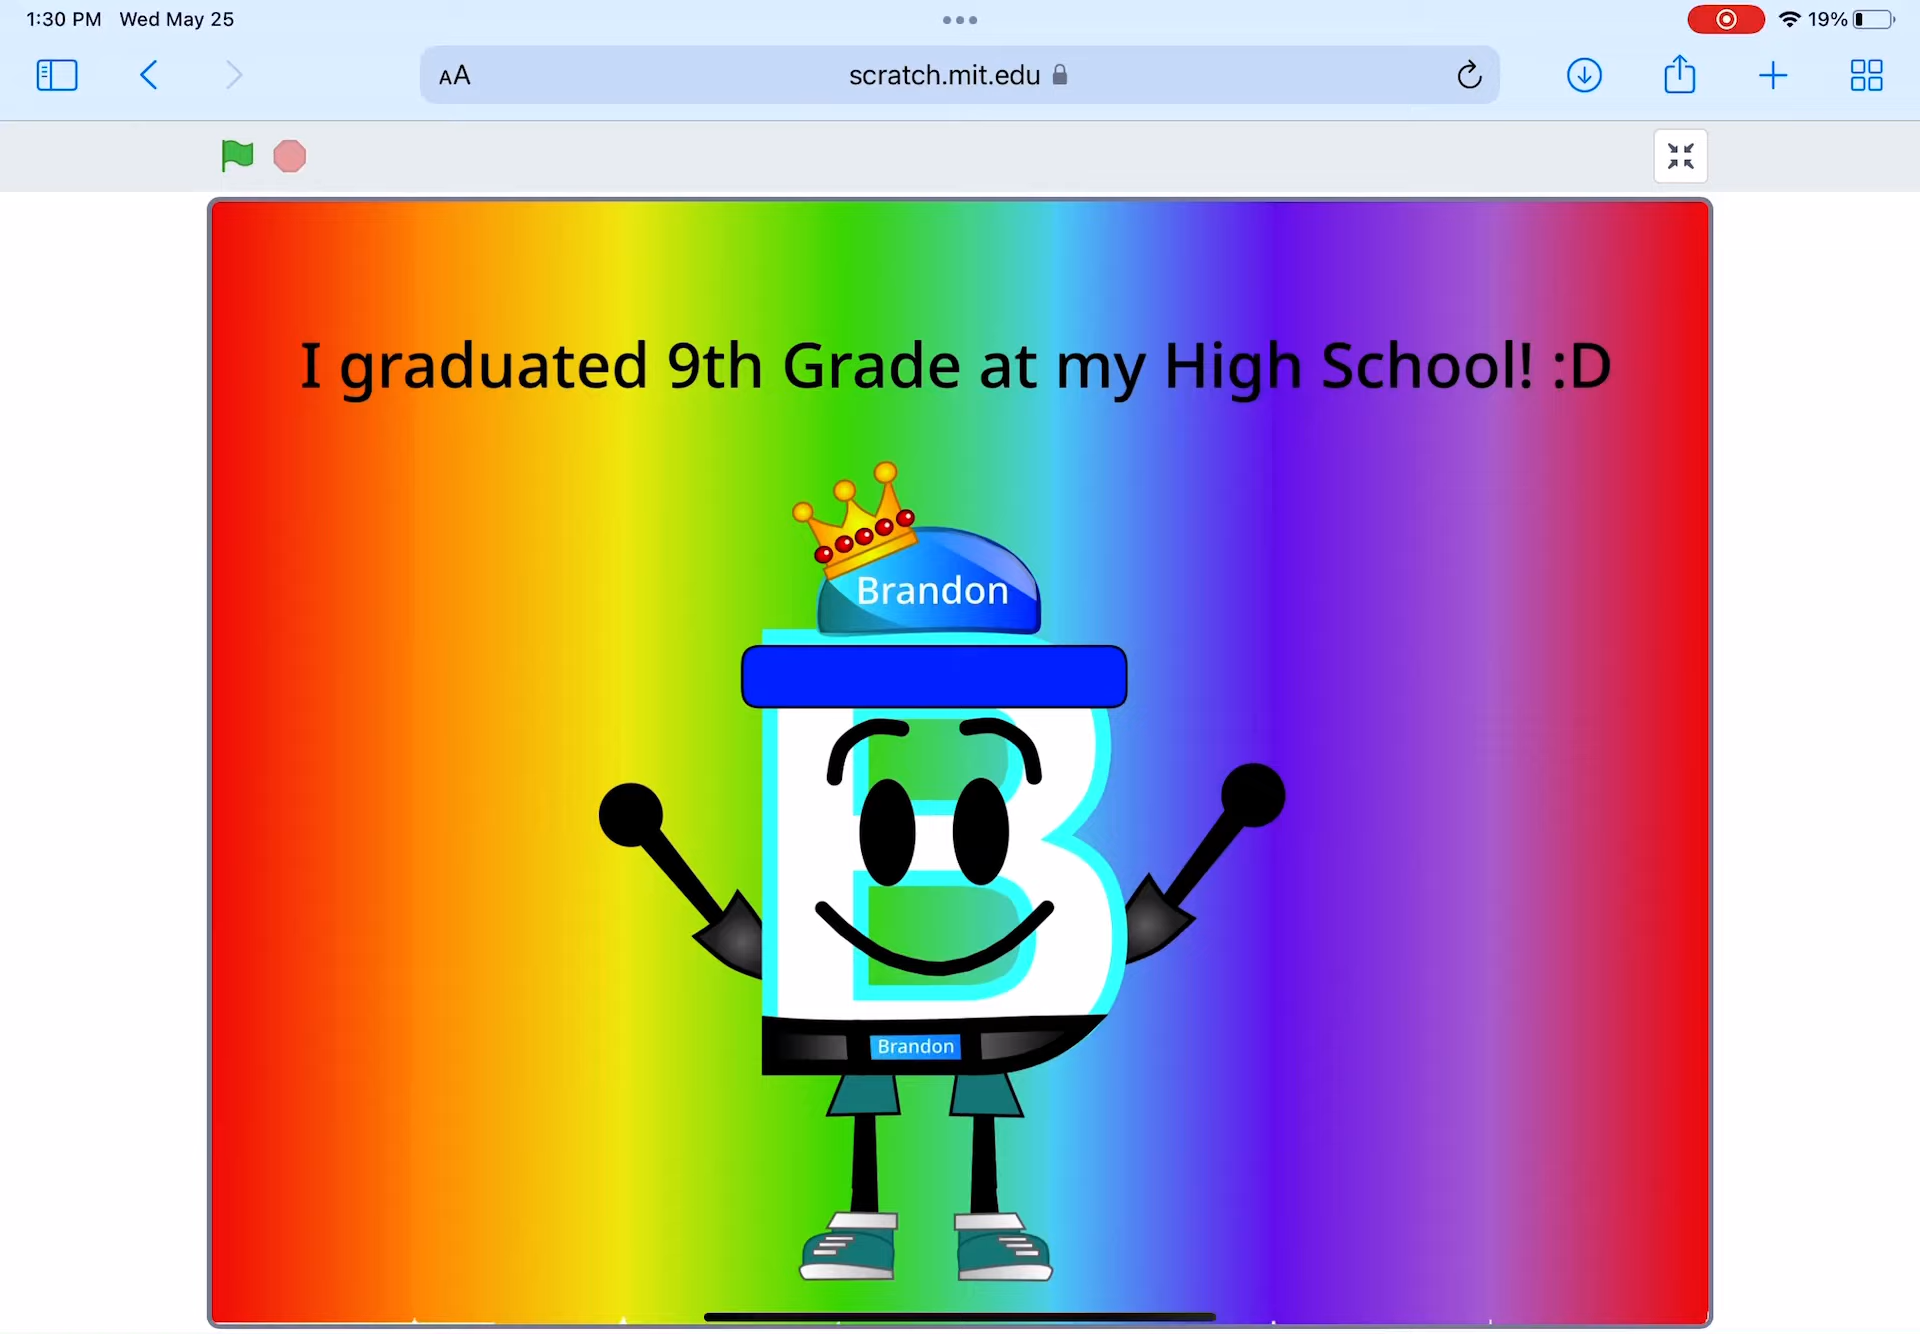 1:30 PM Wed May 25
19%
AA
scratch.mit.edu
I graduated 9th Grade at my High School! :D
Brandon
Brandon